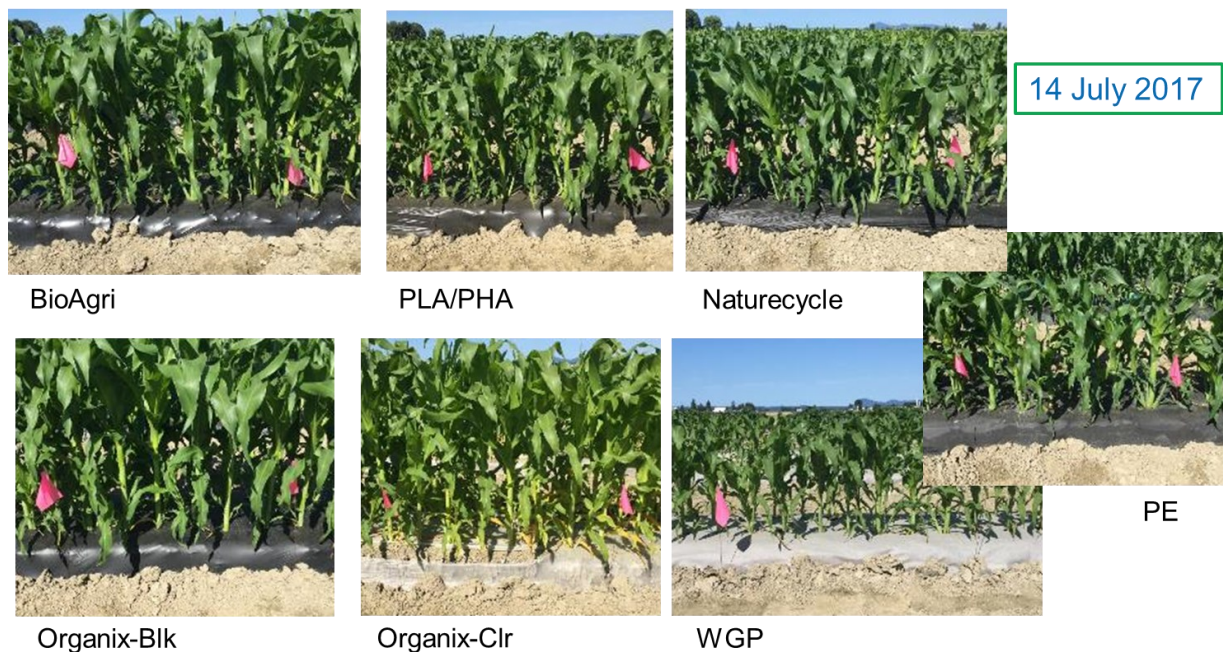 14 July 2017
BioAgri
PLA/PHA
Naturecycle
PE
Organix-Blk
Organix-Clr
WGP